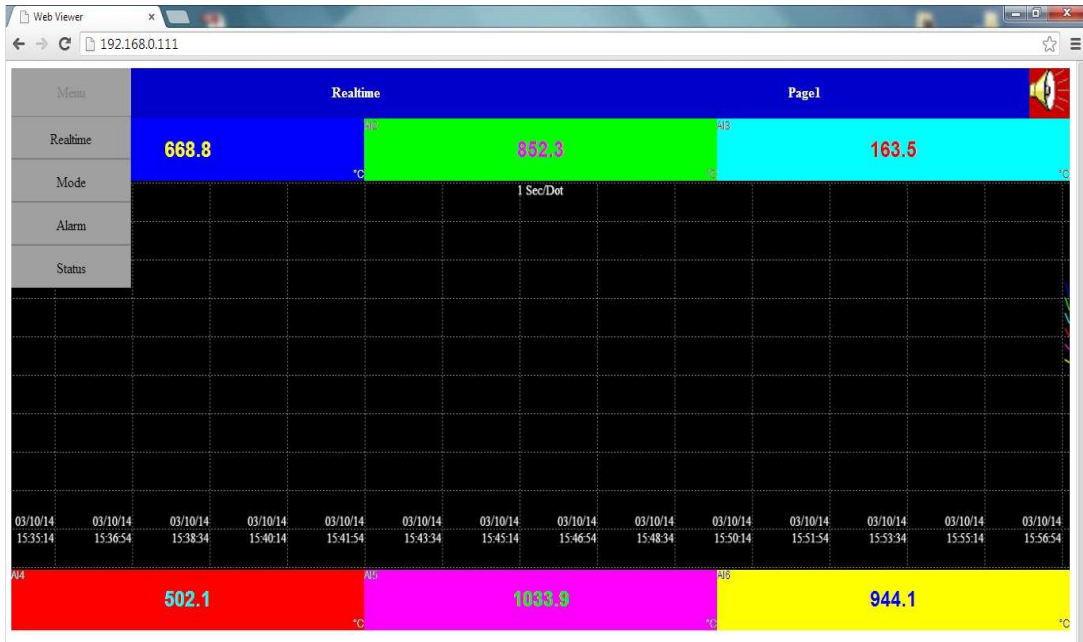 Web Viewer
192.168.0.111
Menu
Realtime
Page1
Realtime
Mode
Alarm
Status
668.8
°C
AI2
852.3
°C
AI3
163.5
°C
1 Sec/Dot
03/10/14 03/10/14 03/10/14 03/10/14 03/10/14 03/10/14 03/10/14 03/10/14 03/10/14 03/10/14 03/10/14 03/10/14 03/10/14 03/10/14
15:35:14 15:36:54 15:38:34 15:40:14 15:41:54 15:43:34 15:45:14 15:46:54 15:48:34 15:50:14 15:51:54 15:53:34 15:55:14 15:56:54
AI4
502.1
°C
AI5
1033.9
°C
AI6
944.1
°C